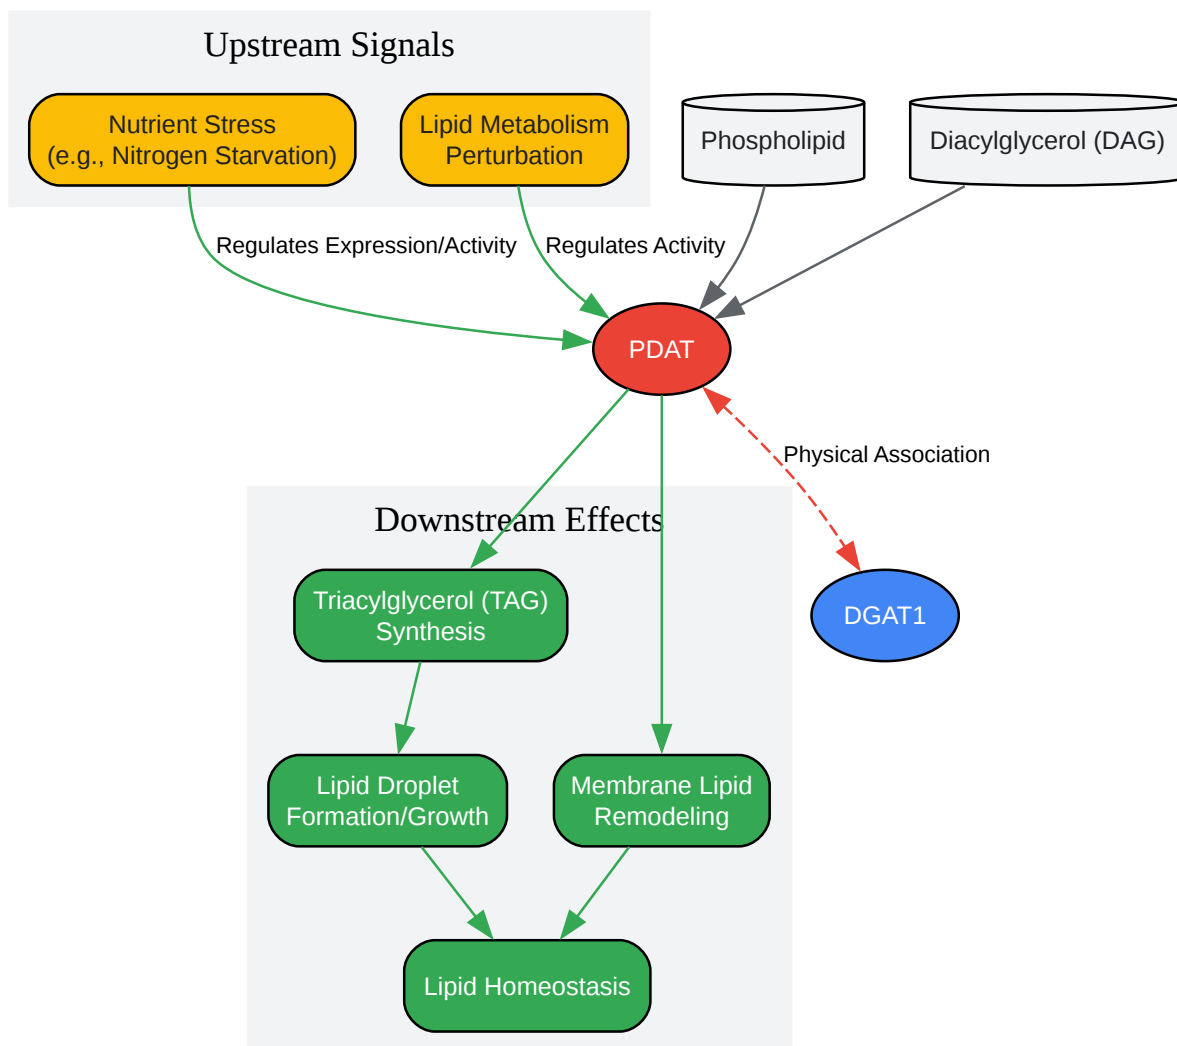 Upstream Signals
Nutrient Stress
(e.g., Nitrogen Starvation)
Lipid Metabolism
Perturbation
Phospholipid
Diacylglycerol (DAG)
Regulates Expression/Activity
Regulates Activity
PDAT
Physical Association
Downstream Effects
Triacylglycerol (TAG)
Synthesis
DGAT1
Lipid Droplet
Formation/Growth
Membrane Lipid
Remodeling
Lipid Homeostasis